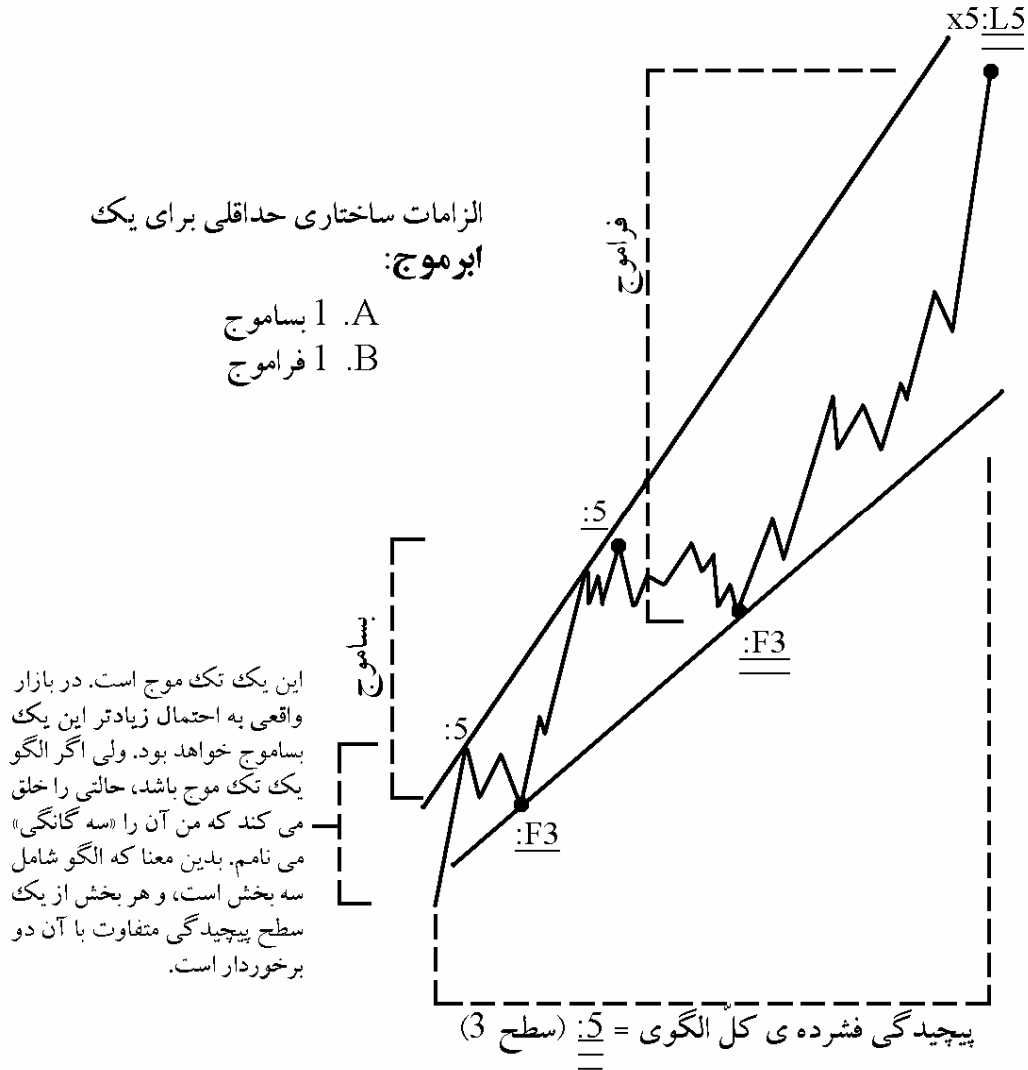 x5:L5
الزامات ساختاری حداقلی برای یک
ابرموج:
A. 1 بساموج
B. 1 فراموج
فراموج
:5
:F3
بساموج
:5
:F3
این یک تک موج است. در بازار
واقعی به احتمال زیادتر این یک
بساموج خواهد بود. ولی اگر الگو
یک تک موج باشد، حالتی را خلق
می کند که من آن را «سه گانگی»
می نامم. بدین معنا که الگو شامل
سه بخش است، و هر بخش از یک
سطح پیچیدگی متفاوت با آن دو
برخوردار است.
پیچیدگی فشرده ی کلّ الگوی = :5 (سطح 3)